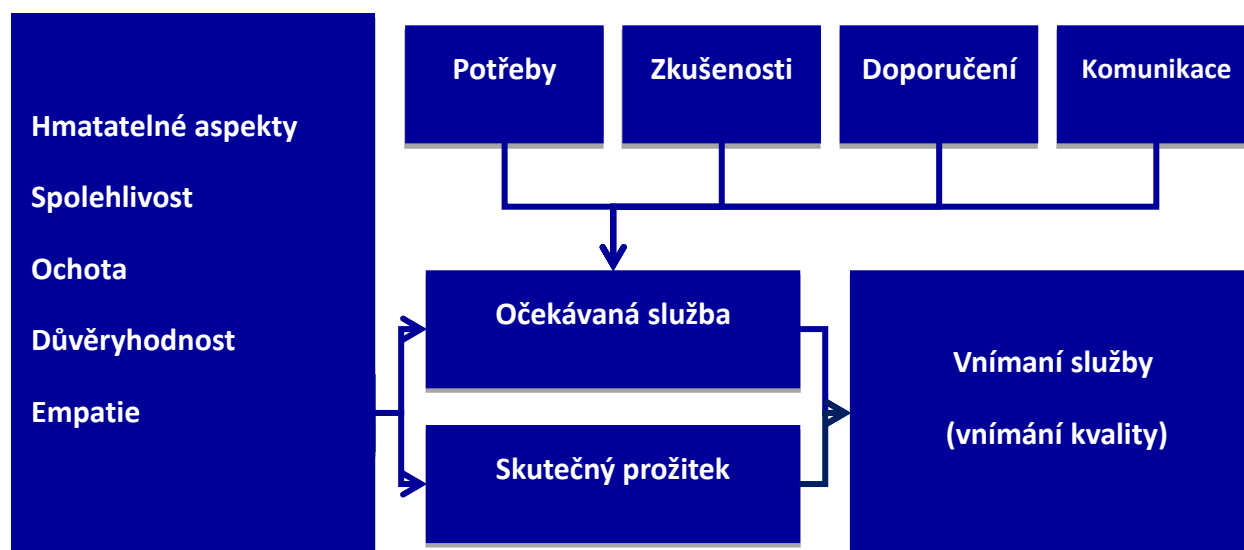 Hmatatelné aspekty
Spolehlivost
Ochota
Důvěryhodnost
Empatie
Potřeby
Zkušenosti
Doporučení
Komunikace
Očekávaná služba
Skutečný prožitek
Vnímaní služby
(vnímání kvality)